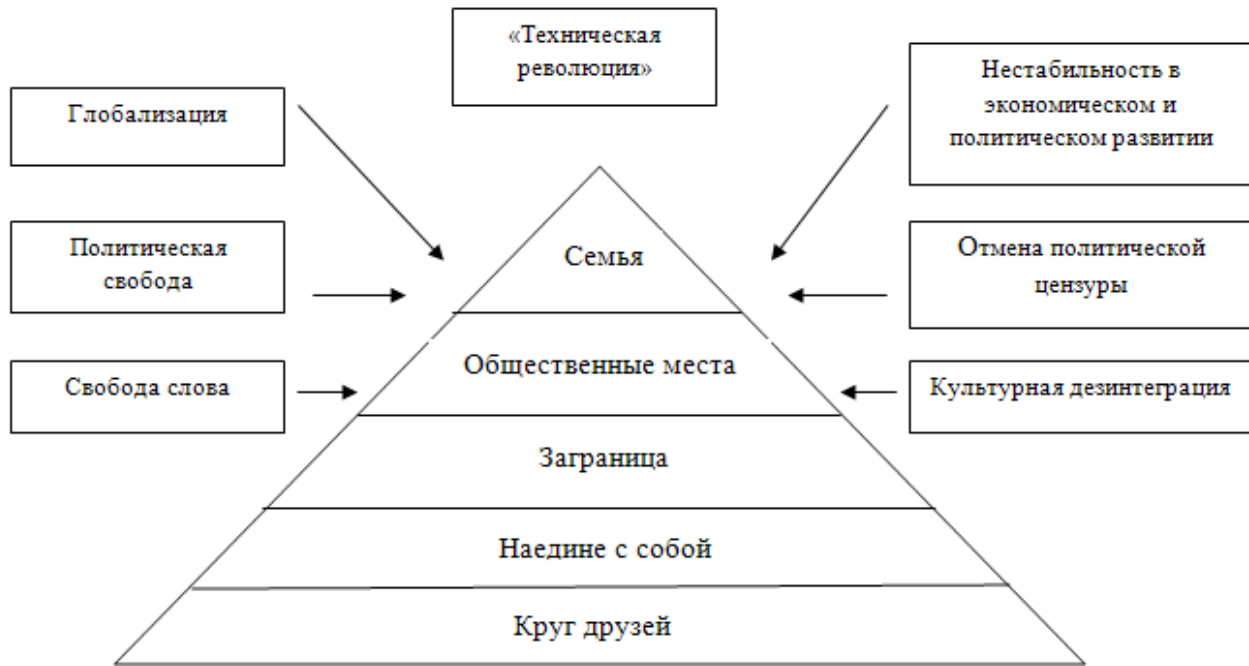 «Техническая
революция»
Глобализация
Нестабильность в
экономическом и
политическом развитии
Политическая
свобода
Семья
Отмена политической
цензуры
Свобода слова
Общественные места
Культурная дезинтеграция
Заграница
Наедине с собой
Круг друзей